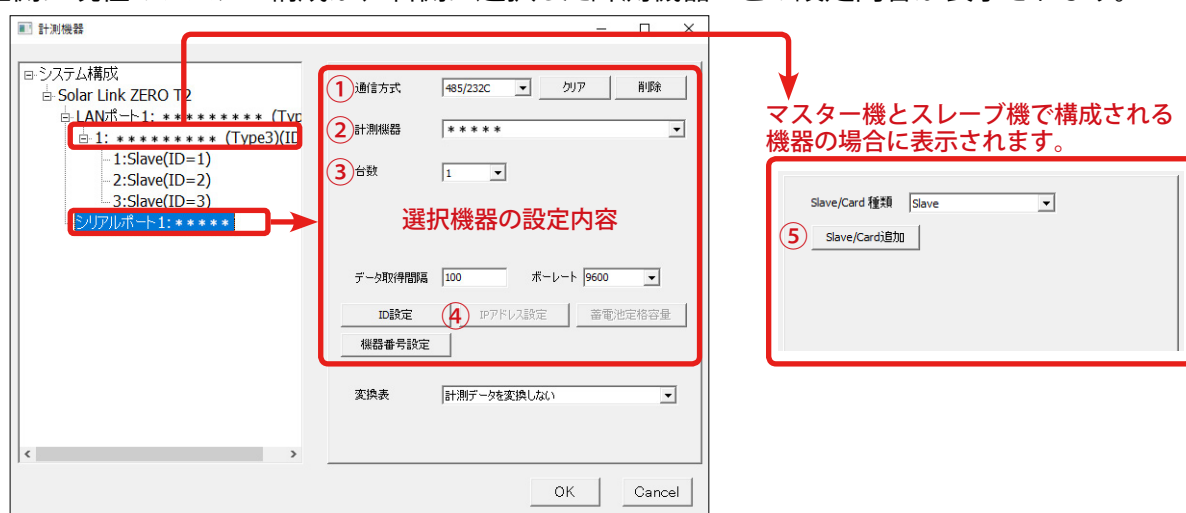 計測機器
システム構成
Solar Link ZERO T2
LANポート1: ********* (Typ
1: ********* (Type3)(ID
1:Slave(ID=1)
2:Slave(ID=2)
3:Slave(ID=3)
シリアルポート1: *****
① 通信方式 485/232C クリア 削除
② 計測機器 *****
③ 台数 1
選択機器の設定内容
データ取得間隔 100 ボーレート 9600
ID設定 ④ IPアドレス設定 蓄電池定格容量
機器番号設定
変換表 計測データを変換しない
OK Cancel
マスター機とスレーブ機で構成される
機器の場合に表示されます。
Slave/Card 種類 Slave
⑤ Slave/Card追加